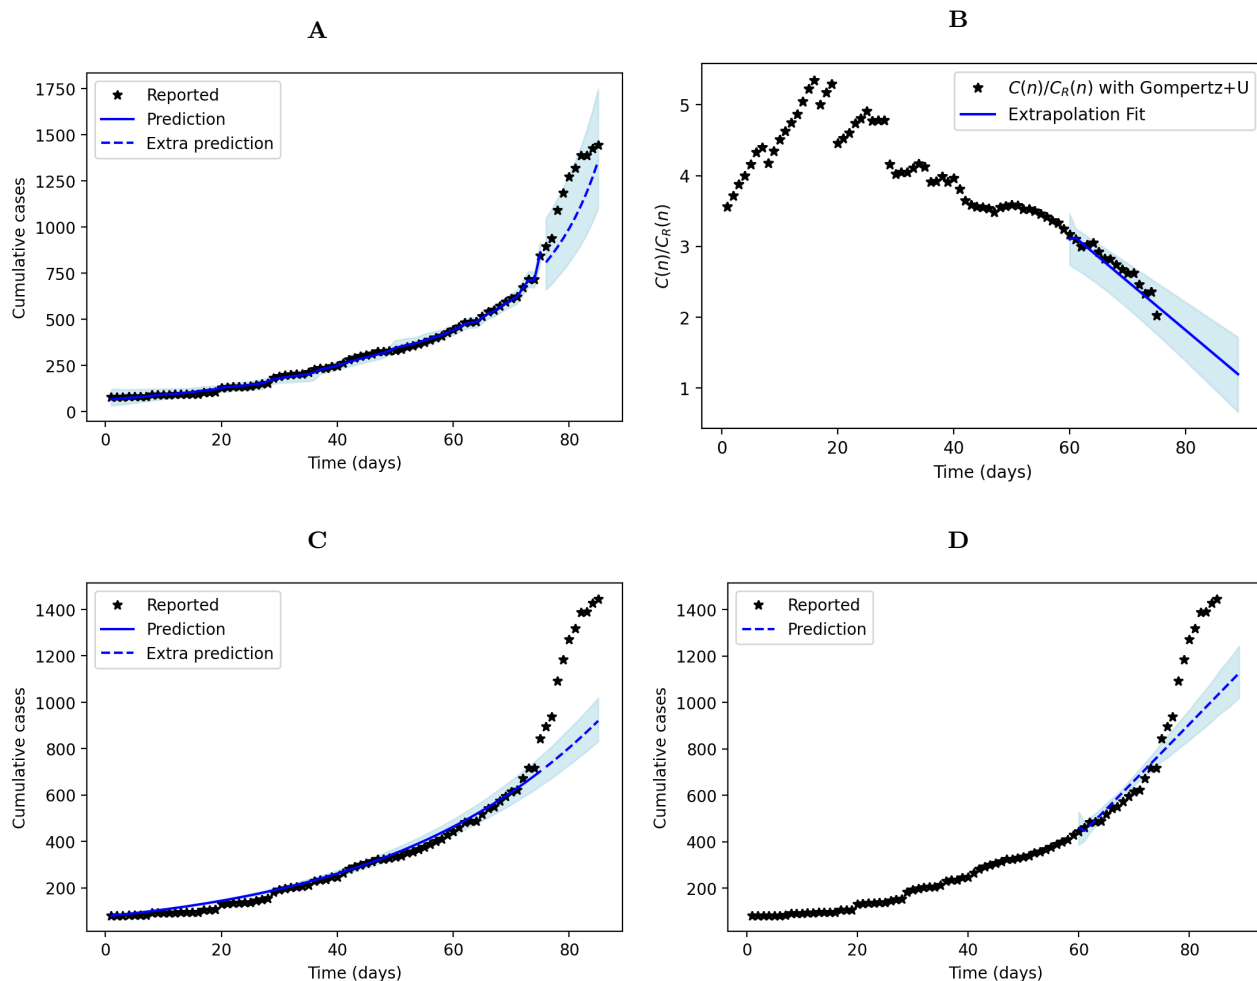 A
Reported
Prediction
Extra prediction
1750
1500
1250
1000
750
500
250
0
Cumulative cases
0 20 40 60 80
Time (days)
B
C(n)/C_R(n) with Gompertz+U
Extrapolation Fit
5
4
3
2
1
C(n)/C_R(n)
0 20 40 60 80
Time (days)
C
Reported
Prediction
Extra prediction
1400
1200
1000
800
600
400
200
Cumulative cases
0 20 40 60 80
Time (days)
D
Reported
Prediction
1400
1200
1000
800
600
400
200
Cumulative cases
0 20 40 60 80
Time (days)